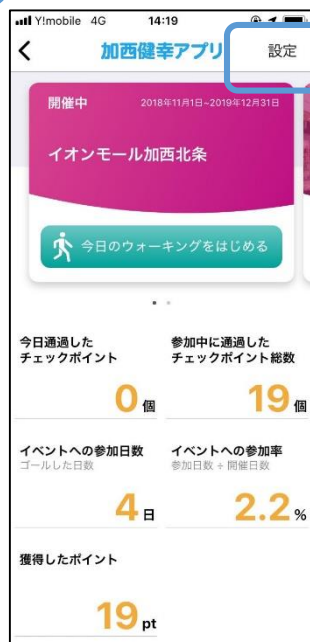 Y!mobile 4G 14:19
加西健幸アプリ 設定
開催中 2018年11月1日~2019年12月31日
イオンモール加西北条
今日のウォーキングをはじめる
今日通過した
チェックポイント
0個
参加中に通過した
チェックポイント総数
19個
イベントへの参加日数
ゴールした日数
4日
イベントへの参加率
参加日数 ÷ 開催日数
2.2%
獲得したポイント
19pt